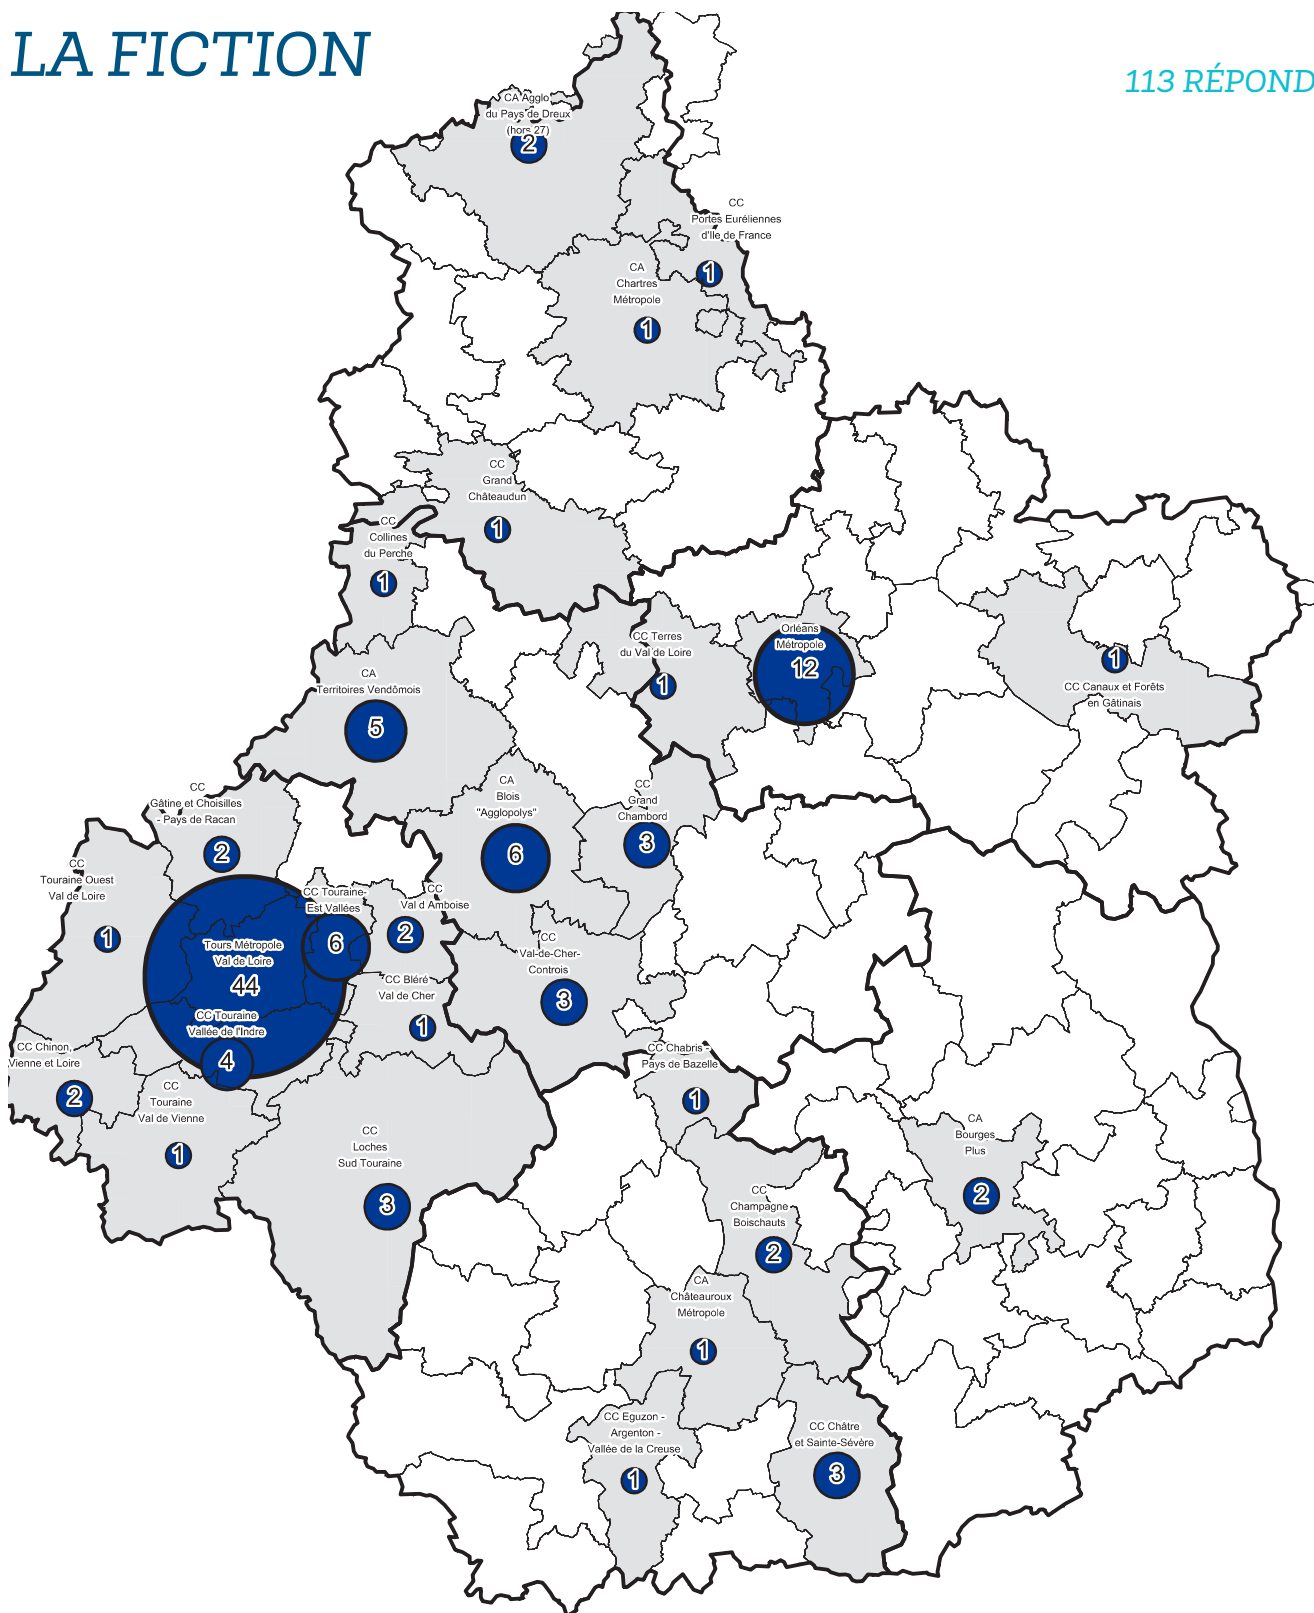 LA FICTION
113 RÉPOND
CA Agglo
du Pays de Dreux
(hors 27)
2
CC
Portes Euréliennes
d'Ile de France
1
CA
Chartres
Métropole
1
CC
Grand
Châteaudun
1
CC
Collines
du Perche
1
CC Terres
du Val de Loire
1
Orléans
Métropole
12
1
CC Canaux et Forêts
en Gâtinais
CA
Territoires Vendômois
5
CA
Blois
"Agglopolys"
6
CC
Grand
Chambord
3
CC
Gâtine et Choisilles
- Pays de Racan
2
CC
Touraine Ouest
Val de Loire
1
CC Touraine-
Est Vallées
6
CC
Val d Amboise
2
Tours Métropole
Val de Loire
44
CC
Val-de-Cher-
Controis
3
CC Bléré
Val de Cher
1
CC Touraine
Vallée de l'Indre
4
CC Chinon,
Vienne et Loire
2
CC
Touraine
Val de Vienne
1
CC Chabris -
Pays de Bazelle
1
CC
Loches
Sud Touraine
3
CA
Bourges
Plus
2
CC
Champagne
Boischauts
2
CA
Châteauroux
Métropole
1
CC Eguzon -
Argenton -
Vallée de la Creuse
1
CC Châtre
et Sainte-Sévère
3